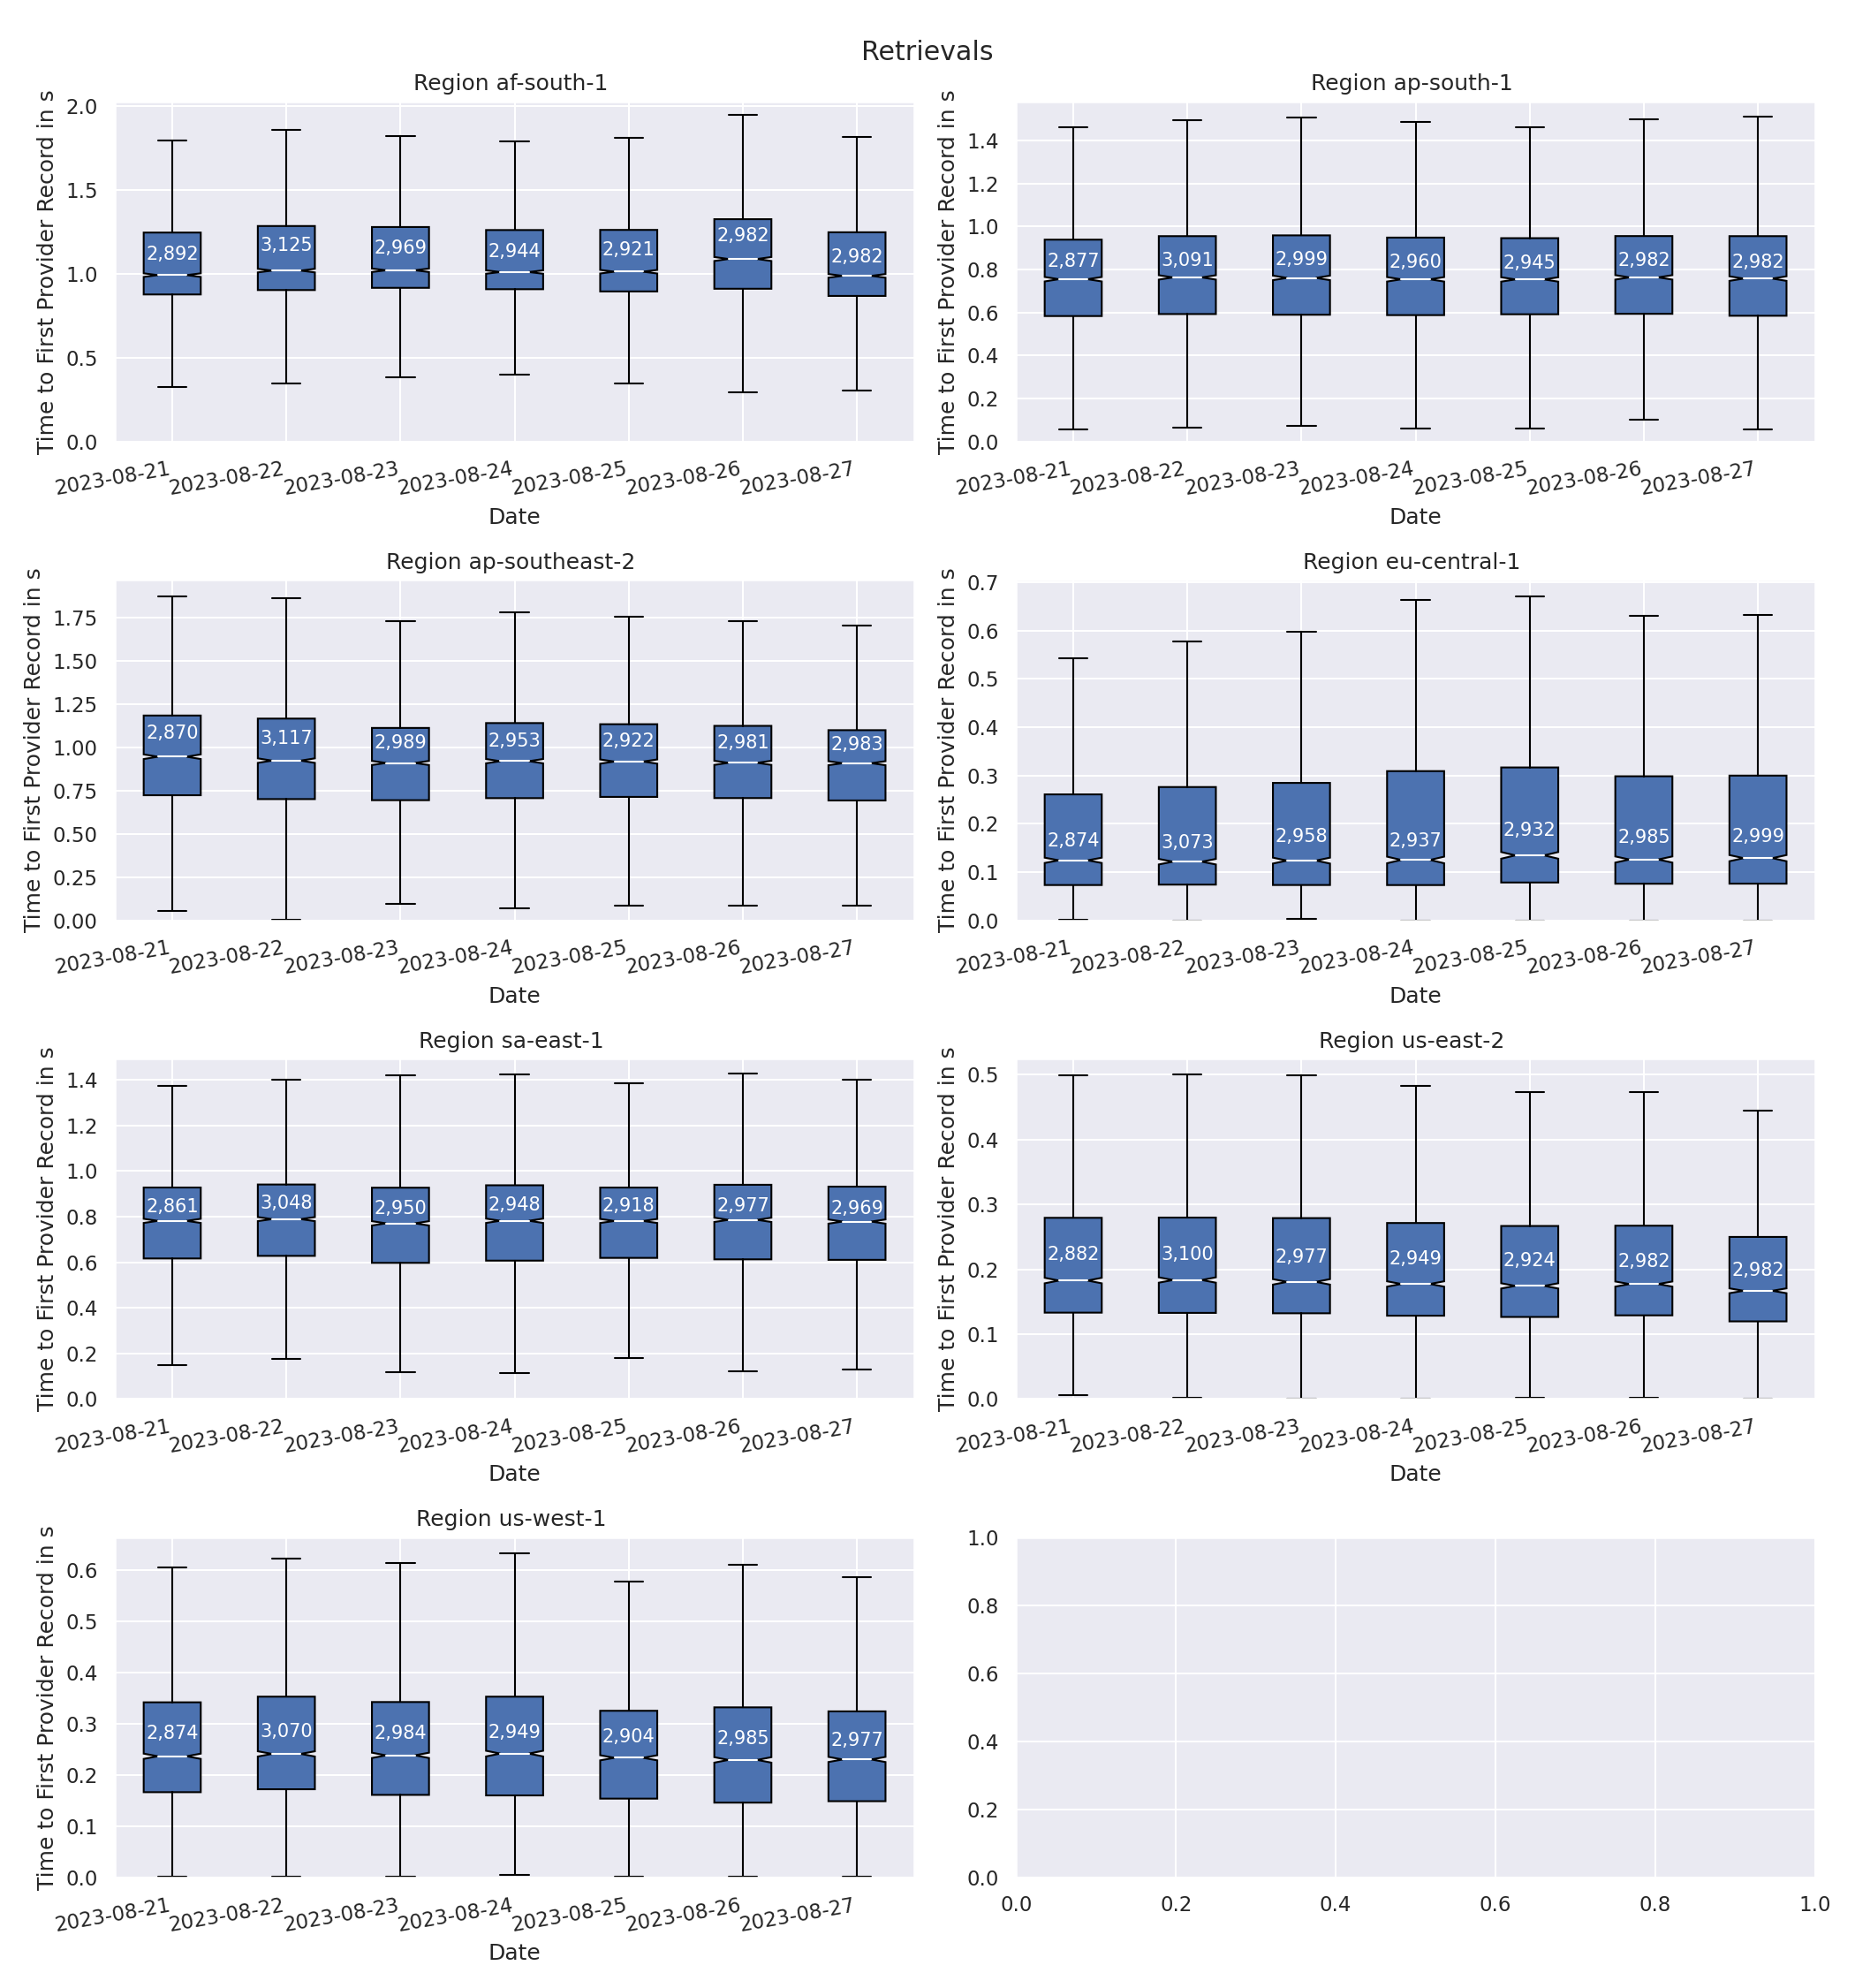 Retrievals
Region af-south-1
Time to First Provider Record in s
2.0
1.5
1.0
0.5
0.0
2,892 3,125 2,969 2,944 2,921 2,982 2,982
2023-08-21 2023-08-22 2023-08-23 2023-08-24 2023-08-25 2023-08-26 2023-08-27
Date
Region ap-south-1
Time to First Provider Record in s
1.4
1.2
1.0
0.8
0.6
0.4
0.2
0.0
2,877 3,091 2,999 2,960 2,945 2,982 2,982
2023-08-21 2023-08-22 2023-08-23 2023-08-24 2023-08-25 2023-08-26 2023-08-27
Date
Region ap-southeast-2
Time to First Provider Record in s
1.75
1.50
1.25
1.00
0.75
0.50
0.25
0.00
2,870 3,117 2,989 2,953 2,922 2,981 2,983
2023-08-21 2023-08-22 2023-08-23 2023-08-24 2023-08-25 2023-08-26 2023-08-27
Date
Region eu-central-1
Time to First Provider Record in s
0.7
0.6
0.5
0.4
0.3
0.2
0.1
0.0
2,874 3,073 2,958 2,937 2,932 2,985 2,999
2023-08-21 2023-08-22 2023-08-23 2023-08-24 2023-08-25 2023-08-26 2023-08-27
Date
Region sa-east-1
Time to First Provider Record in s
1.4
1.2
1.0
0.8
0.6
0.4
0.2
0.0
2,861 3,048 2,950 2,948 2,918 2,977 2,969
2023-08-21 2023-08-22 2023-08-23 2023-08-24 2023-08-25 2023-08-26 2023-08-27
Date
Region us-east-2
Time to First Provider Record in s
0.5
0.4
0.3
0.2
0.1
0.0
2,882 3,100 2,977 2,949 2,924 2,982 2,982
2023-08-21 2023-08-22 2023-08-23 2023-08-24 2023-08-25 2023-08-26 2023-08-27
Date
Region us-west-1
Time to First Provider Record in s
0.6
0.5
0.4
0.3
0.2
0.1
0.0
2,874 3,070 2,984 2,949 2,904 2,985 2,977
2023-08-21 2023-08-22 2023-08-23 2023-08-24 2023-08-25 2023-08-26 2023-08-27
Date
1.0
0.8
0.6
0.4
0.2
0.0
0.0 0.2 0.4 0.6 0.8 1.0